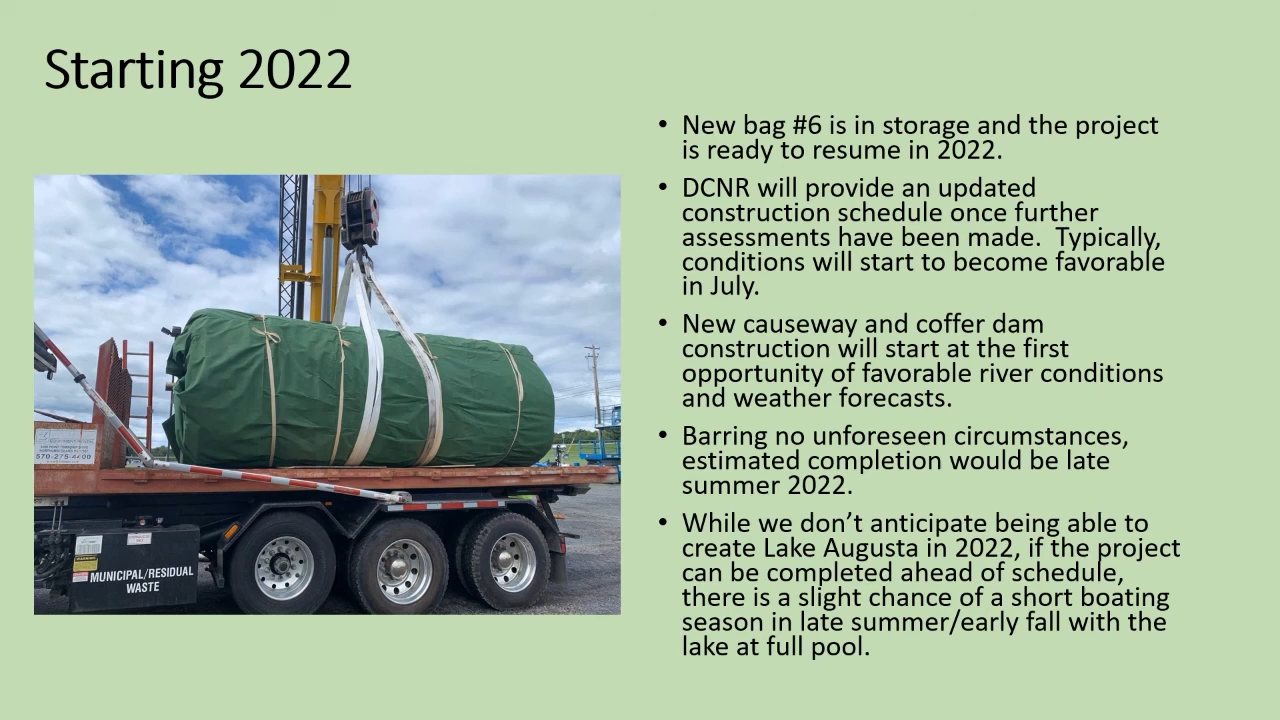 Starting 2022
• New bag #6 is in storage and the project
is ready to resume in 2022.
• DCNR will provide an updated
construction schedule once further
assessments have been made.  Typically,
conditions will start to become favorable
in July.
• New causeway and coffer dam
construction will start at the first
opportunity of favorable river conditions
and weather forecasts.
• Barring no unforeseen circumstances,
estimated completion would be late
summer 2022.
• While we don’t anticipate being able to
create Lake Augusta in 2022, if the project
can be completed ahead of schedule,
there is a slight chance of a short boating
season in late summer/early fall with the
lake at full pool.
570-275-4400
MUNICIPAL/RESIDUAL
WASTE